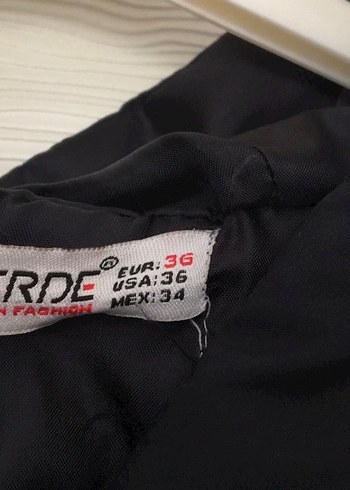 ERDE®
N FASHION
EUR: 36
USA: 36
MEX: 34